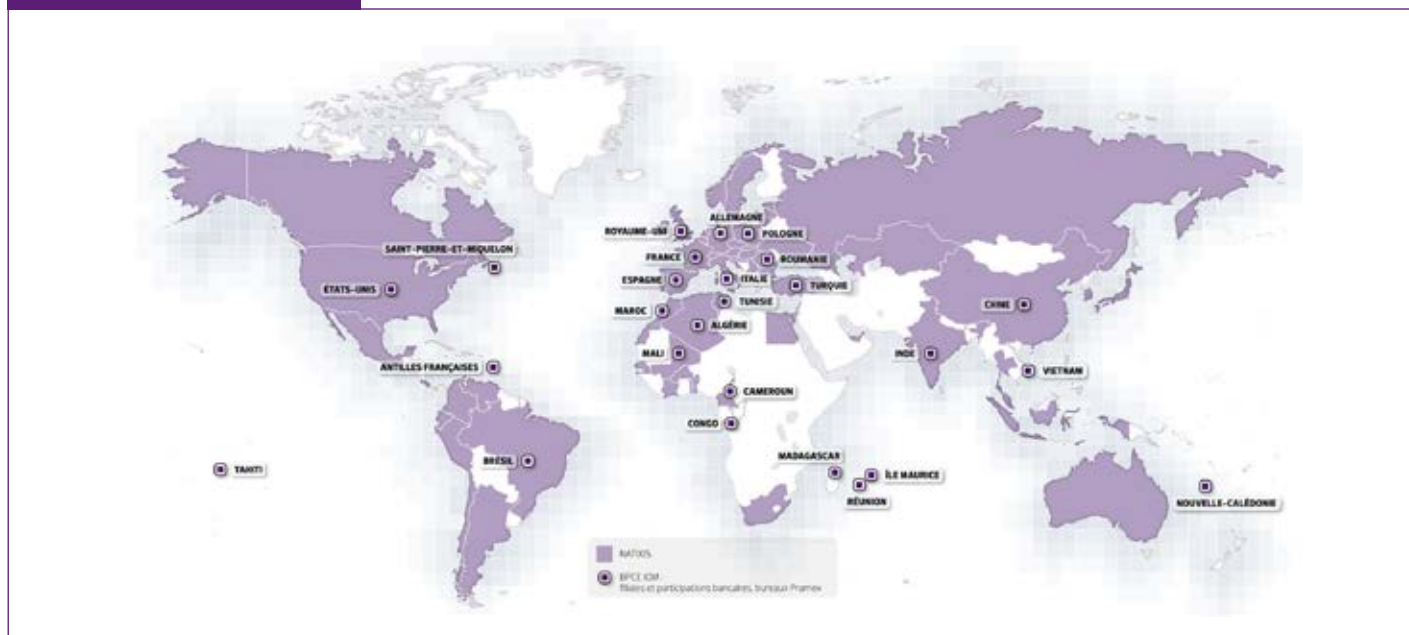 ALLEMAGNE
ROYAUME-UNI
POLOGNE
SAINT-PIERRE-ET-MIQUELON
FRANCE
ROUMANIE
ESPAGNE
ITALIE
TURQUIE
ÉTATS-UNIS
TUNISIE
CHINE
MAROC
ALGÉRIE
MALI
INDE
ANTILLES FRANÇAISES
VIETNAM
CAMEROUN
CONGO
MADAGASCAR
BRÉSIL
TAHITI
ÎLE MAURICE
RÉUNION
NOUVELLE-CALÉDONIE
NATIXIS
BPCE IOM
filiales et participations bancaires, bureaux Pramex